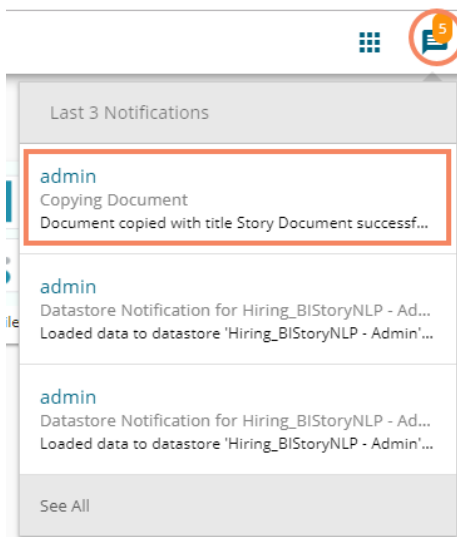 5
Last 3 Notifications
admin
Copying Document
Document copied with title Story Document successf...
admin
Datastore Notification for Hiring_BIStoryNLP - Ad...
Loaded data to datastore 'Hiring_BIStoryNLP - Admin'...
admin
Datastore Notification for Hiring_BIStoryNLP - Ad...
Loaded data to datastore 'Hiring_BIStoryNLP - Admin'...
See All